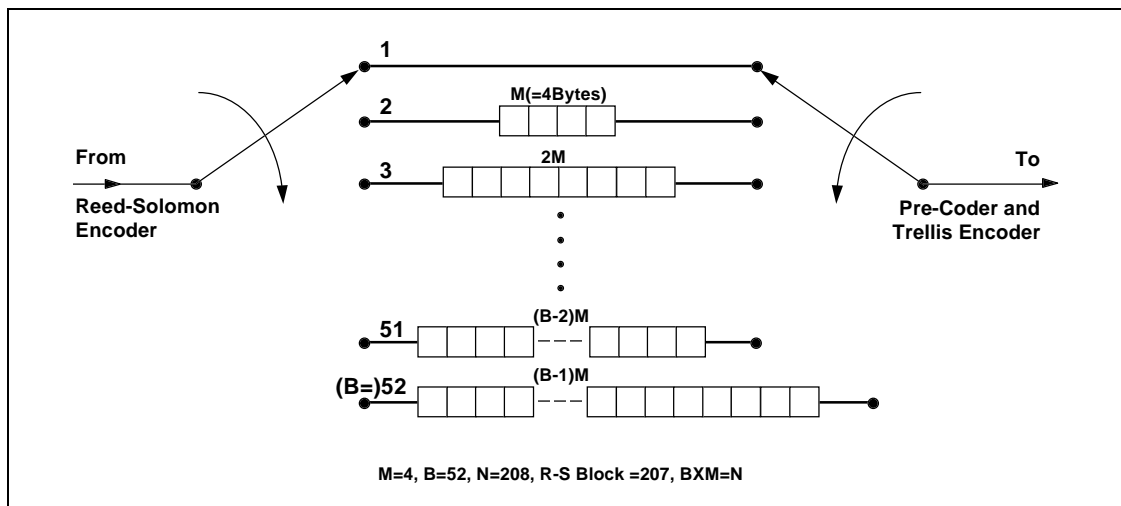 1
M(=4Bytes)
2
2M
3
From
To
Reed-Solomon
Encoder
Pre-Coder and
Trellis Encoder
(B-2)M
51
(B-1)M
(B=)52
M=4, B=52, N=208, R-S Block =207, BXM=N